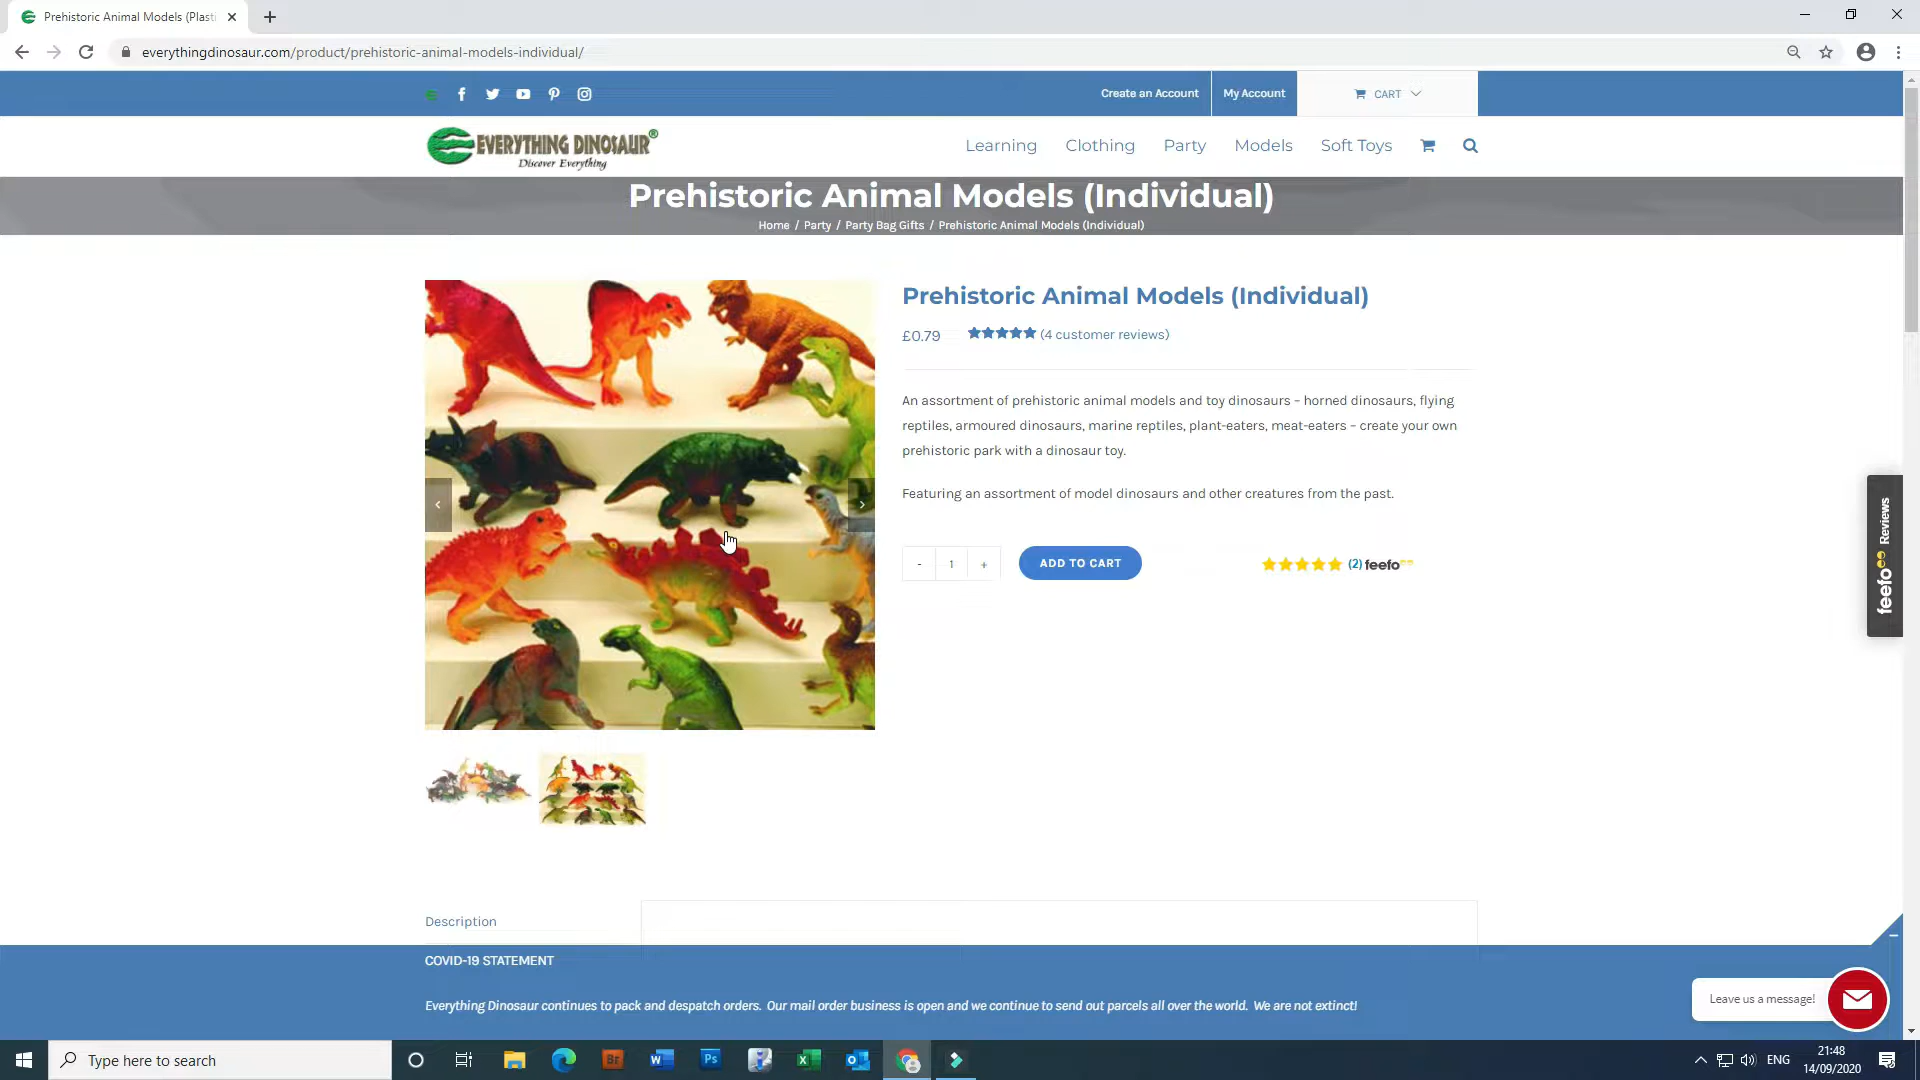 Prehistoric Animal Models (Plasti
everythingdinosaur.com/product/prehistoric-animal-models-individual/
Create an Account
My Account
CART
EVERYTHING DINOSAUR®
Discover Everything
Learning
Clothing
Party
Models
Soft Toys
Prehistoric Animal Models (Individual)
Home / Party / Party Bag Gifts / Prehistoric Animal Models (Individual)
Prehistoric Animal Models (Individual)
£0.79
(4 customer reviews)
An assortment of prehistoric animal models and toy dinosaurs – horned dinosaurs, flying
reptiles, armoured dinosaurs, marine reptiles, plant-eaters, meat-eaters – create your own
prehistoric park with a dinosaur toy.
Featuring an assortment of model dinosaurs and other creatures from the past.
- 1 +
ADD TO CART
(2) feefo
feefo Reviews
Description
COVID-19 STATEMENT
Everything Dinosaur continues to pack and despatch orders. Our mail order business is open and we continue to send out parcels all over the world. We are not extinct!
Leave us a message!
Type here to search
Br
W
Ps
X
ENG
21:48
14/09/2020